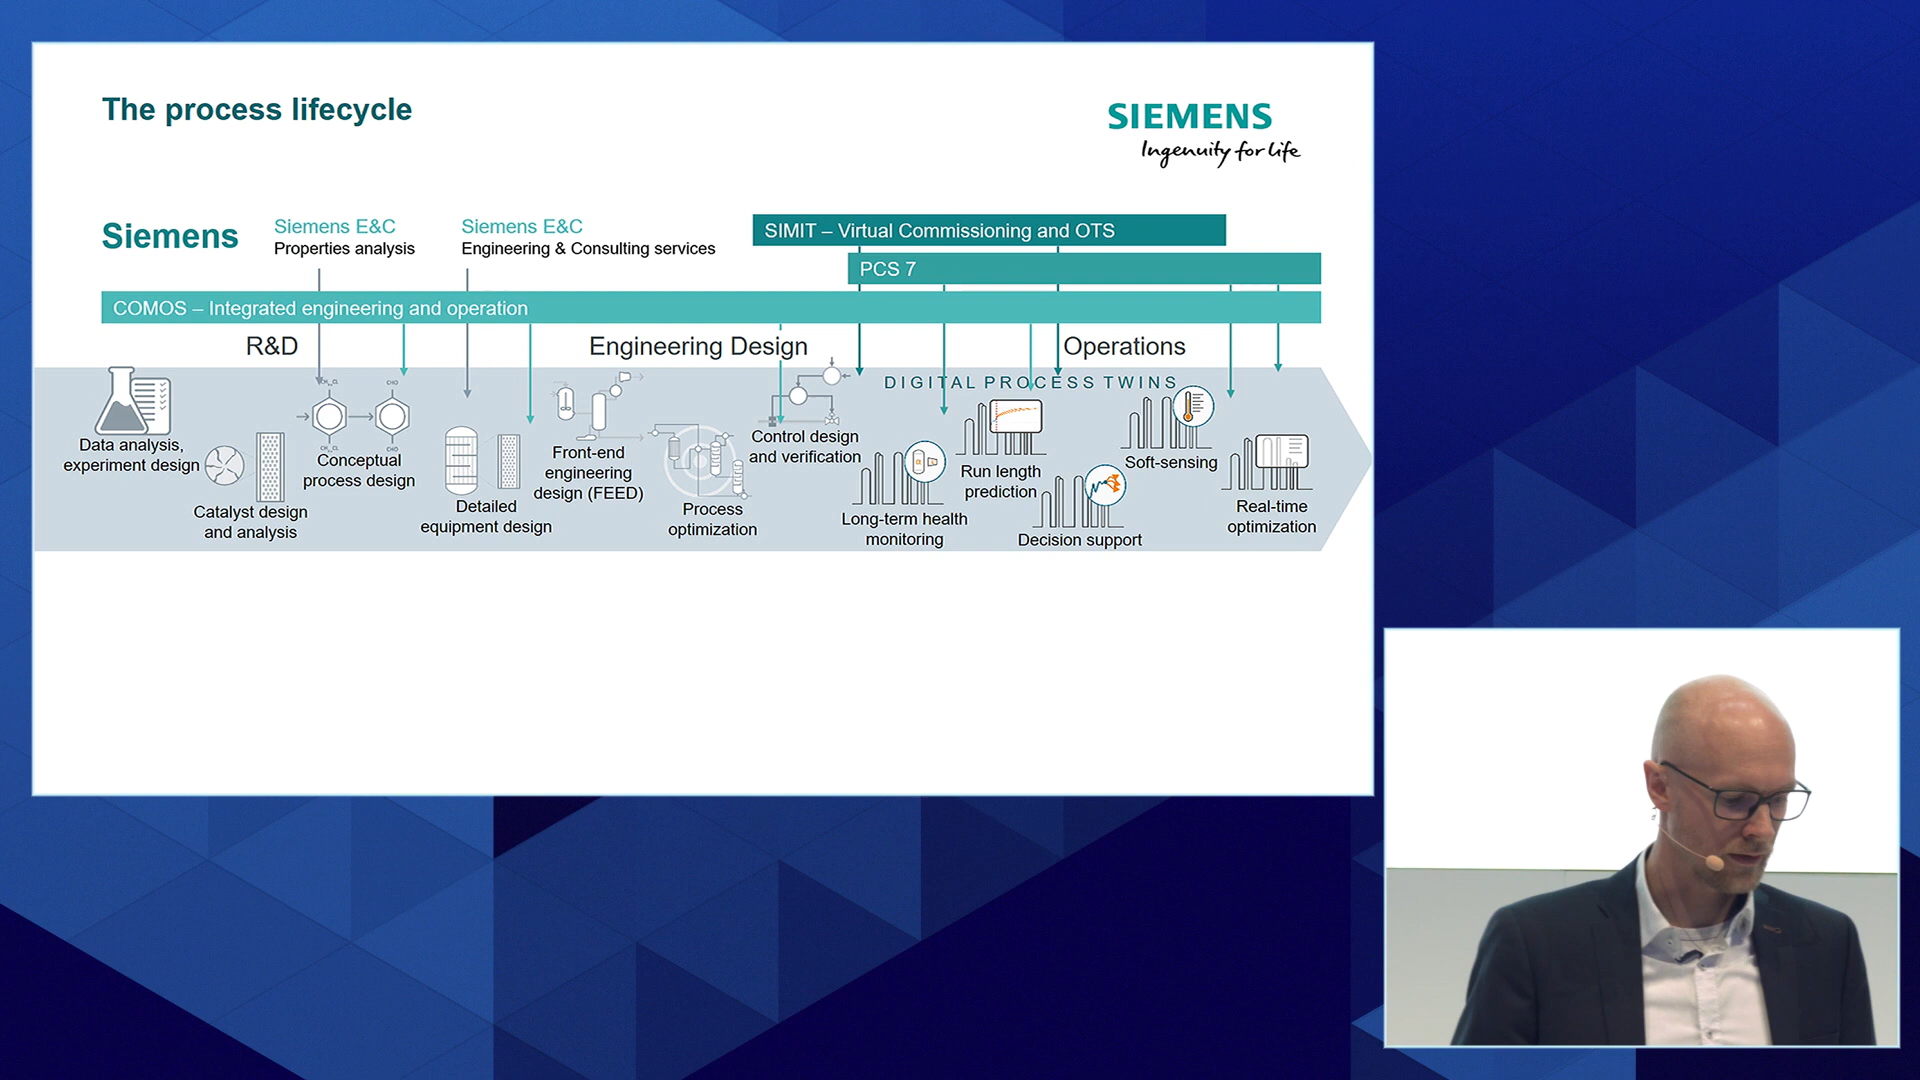 The process lifecycle
SIEMENS
Ingenuity for life
Siemens
Siemens E&C
Properties analysis
Siemens E&C
Engineering & Consulting services
SIMIT – Virtual Commissioning and OTS
PCS 7
COMOS – Integrated engineering and operation
R&D
Engineering Design
Operations
DIGITAL PROCESS TWINS
Data analysis,
experiment design
Catalyst design
and analysis
Conceptual
process design
Detailed
equipment design
Front-end
engineering
design (FEED)
Process
optimization
Control design
and verification
Long-term health
monitoring
Run length
prediction
Decision support
Soft-sensing
Real-time
optimization
CHO
CHO